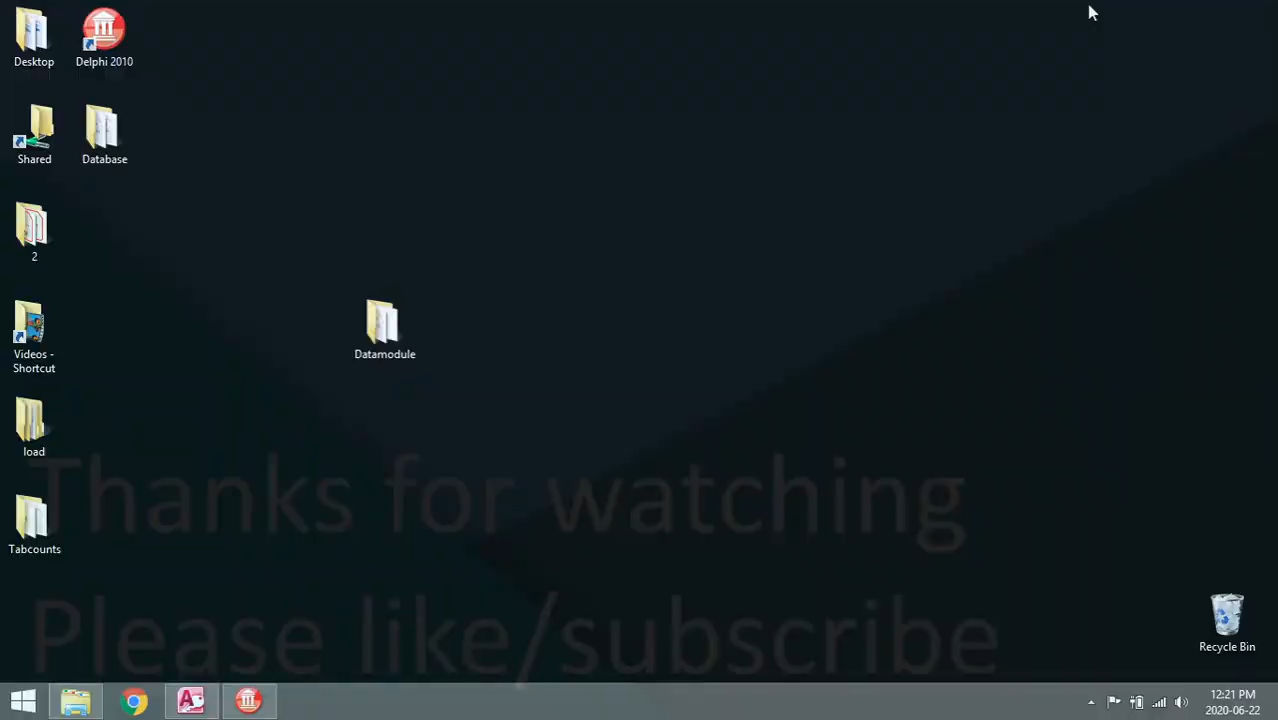 Desktop
Delphi 2010
Shared
Database
2
Videos -
Shortcut
Datamodule
load
Tabcounts
Thanks for watching
Please like/subscribe
Recycle Bin
12:21 PM
2020-06-22